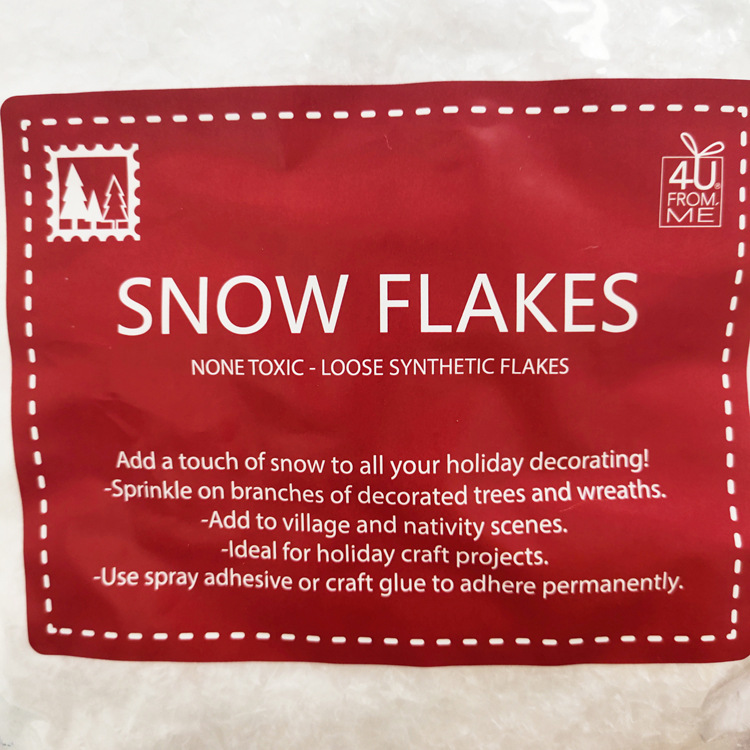 4U®
FROM,
ME
SNOW FLAKES
NONE TOXIC - LOOSE SYNTHETIC FLAKES
Add a touch of snow to all your holiday decorating!
-Sprinkle on branches of decorated trees and wreaths.
-Add to village and nativity scenes.
-Ideal for holiday craft projects.
-Use spray adhesive or craft glue to adhere permanently.